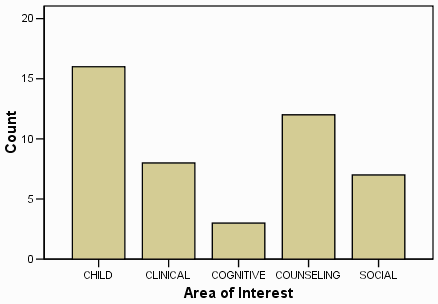 20
15
10
5
0
Count
CHILD CLINICAL COGNITIVE COUNSELING SOCIAL
Area of Interest